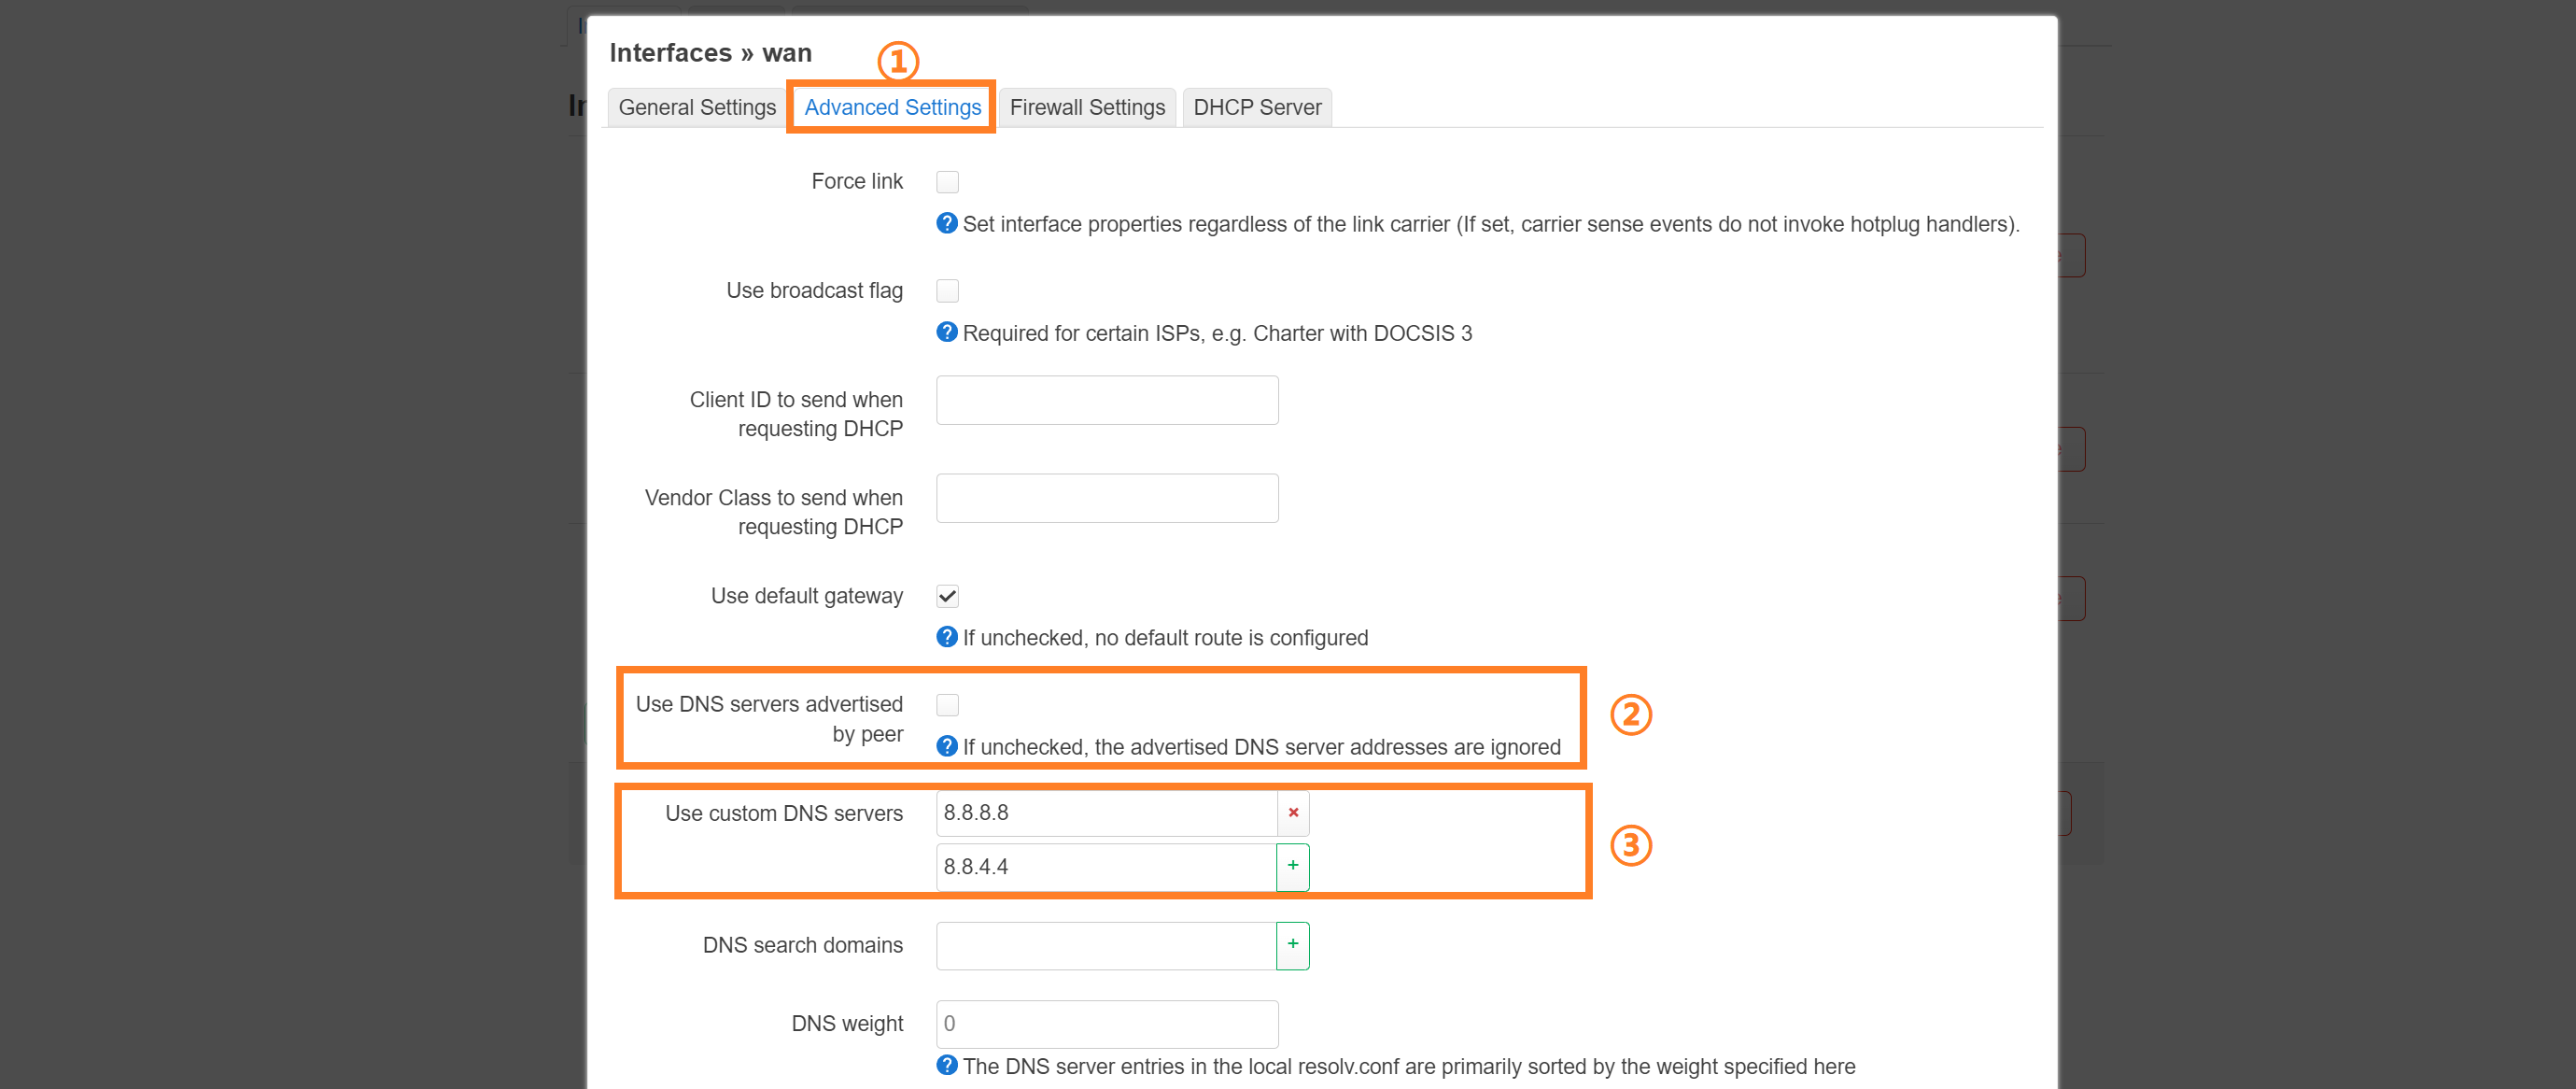 Interfaces » wan
①
General Settings Advanced Settings Firewall Settings DHCP Server
Force link
Set interface properties regardless of the link carrier (If set, carrier sense events do not invoke hotplug handlers).
Use broadcast flag
Required for certain ISPs, e.g. Charter with DOCSIS 3
Client ID to send when
requesting DHCP
Vendor Class to send when
requesting DHCP
Use default gateway
If unchecked, no default route is configured
Use DNS servers advertised
by peer
②
If unchecked, the advertised DNS server addresses are ignored
Use custom DNS servers 8.8.8.8 ×
③
8.8.4.4 +
DNS search domains +
DNS weight 0
The DNS server entries in the local resolv.conf are primarily sorted by the weight specified here